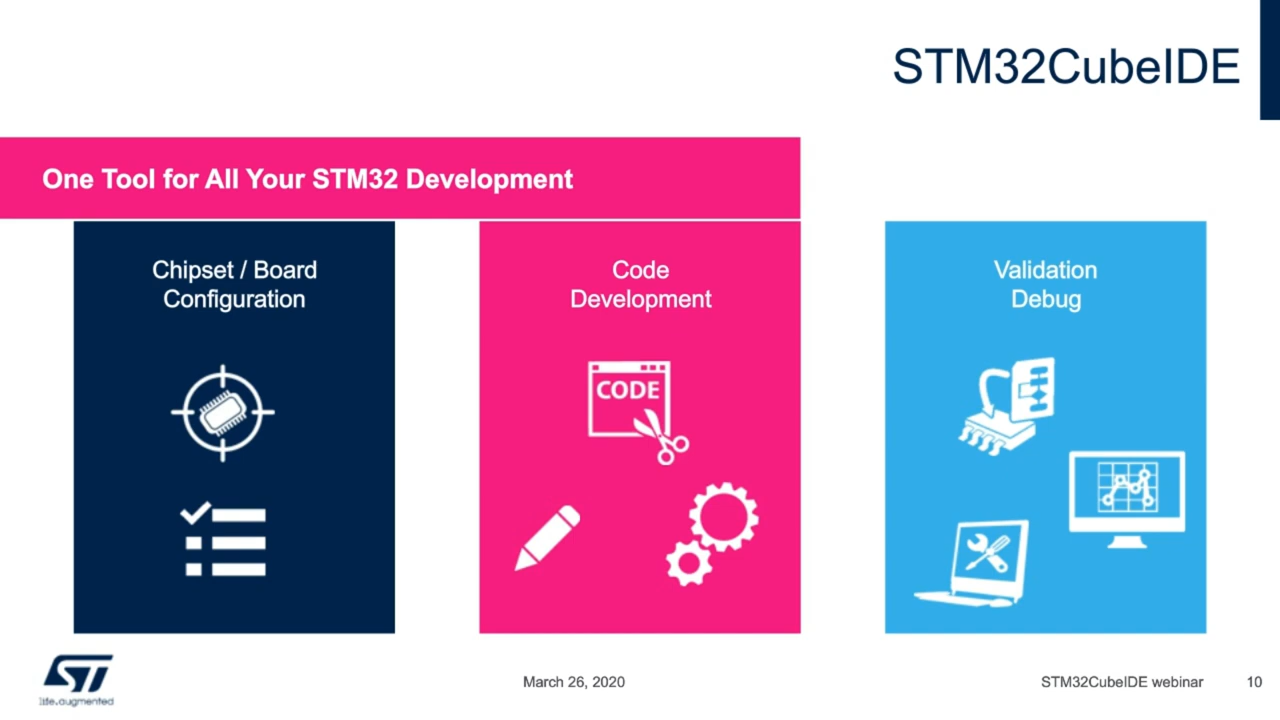 STM32CubeIDE
One Tool for All Your STM32 Development
Chipset / Board
Configuration
Code
Development
CODE
Validation
Debug
ST
life.augmented
March 26, 2020
STM32CubeIDE webinar
10